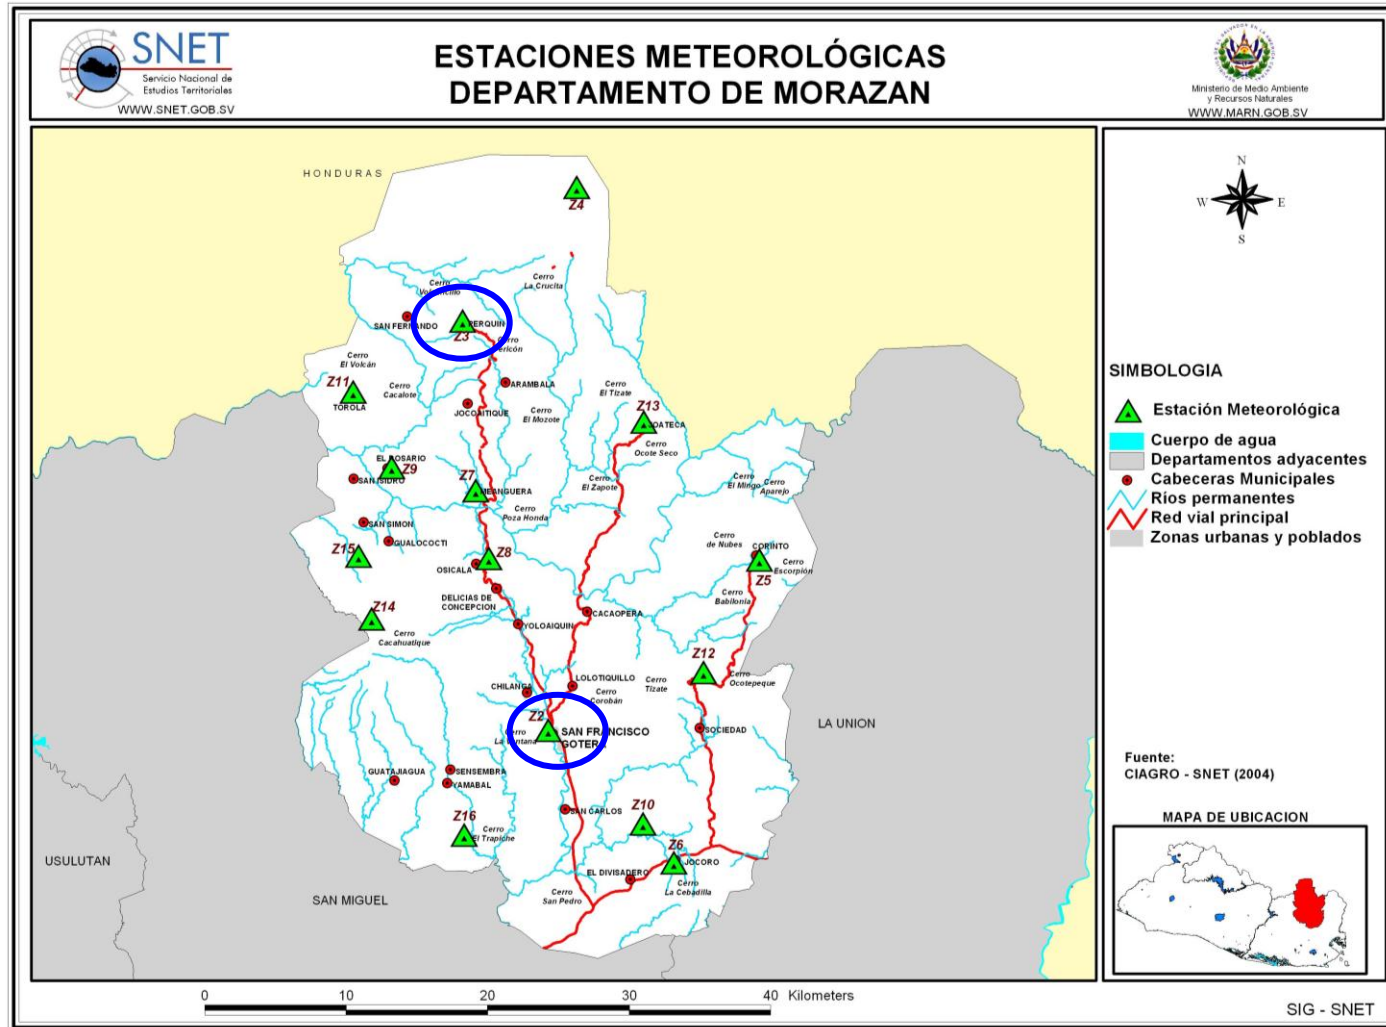 SNET
Servicio Nacional de
Estudios Territoriales
WWW.SNET.GOB.SV
ESTACIONES METEOROLÓGICAS
DEPARTAMENTO DE MORAZAN
Ministerio de Medio Ambiente
y Recursos Naturales
WWW.MARN.GOB.SV
HONDURAS
Z4
Cerro
La Crucita
Cerro
SAN FERNANDO
PERQUIN
Z3
Cerro
Cerro
El Volcán
Z11
TOROLA
Cerro
Cacalote
ARAMBALA
JOCOAITIQUE
Cerro
El Mozote
Cerro
El Tizate
Z13
JOATECA
Cerro
Ocote Seco
EL ROSARIO
Z9
SAN ISIDRO
Z7
MEANGUERA
Cerro
El Zapote
Cerro
El Mingo
Cerro
Aparejo
Cerro
Poza Honda
SAN SIMON
GUALOCOCTI
Z15
Z8
OSICALA
Cerro
de Nubes
CORINTO
Cerro
Escorpión
Z5
DELICIAS DE
CONCEPCION
Cerro
Babilonia
Z14
CACAOPERA
YOLOAIQUIN
Cerro
Cacahuatique
Z12
Cerro
Ocotepeque
Cerro
Tizate
LOLOTIQUILLO
CHILANGA
Cerro
Corobán
Z2
SAN FRANCISCO
GOTERA
Cerro
La Ventana
SOCIEDAD
LA UNION
GUATAJIAGUA
SENSEMBRA
YAMABAL
Z16
Cerro
El Trapiche
SAN CARLOS
Z10
Z6
JOCORO
EL DIVISADERO
Cerro
La Cebadilla
Cerro
San Pedro
USULUTAN
SAN MIGUEL
0 10 20 30 40 Kilometers
N
W E
S
SIMBOLOGIA
Estación Meteorológica
Cuerpo de agua
Departamentos adyacentes
Cabeceras Municipales
Ríos permanentes
Red vial principal
Zonas urbanas y poblados
Fuente:
CIAGRO - SNET (2004)
MAPA DE UBICACION
SIG - SNET